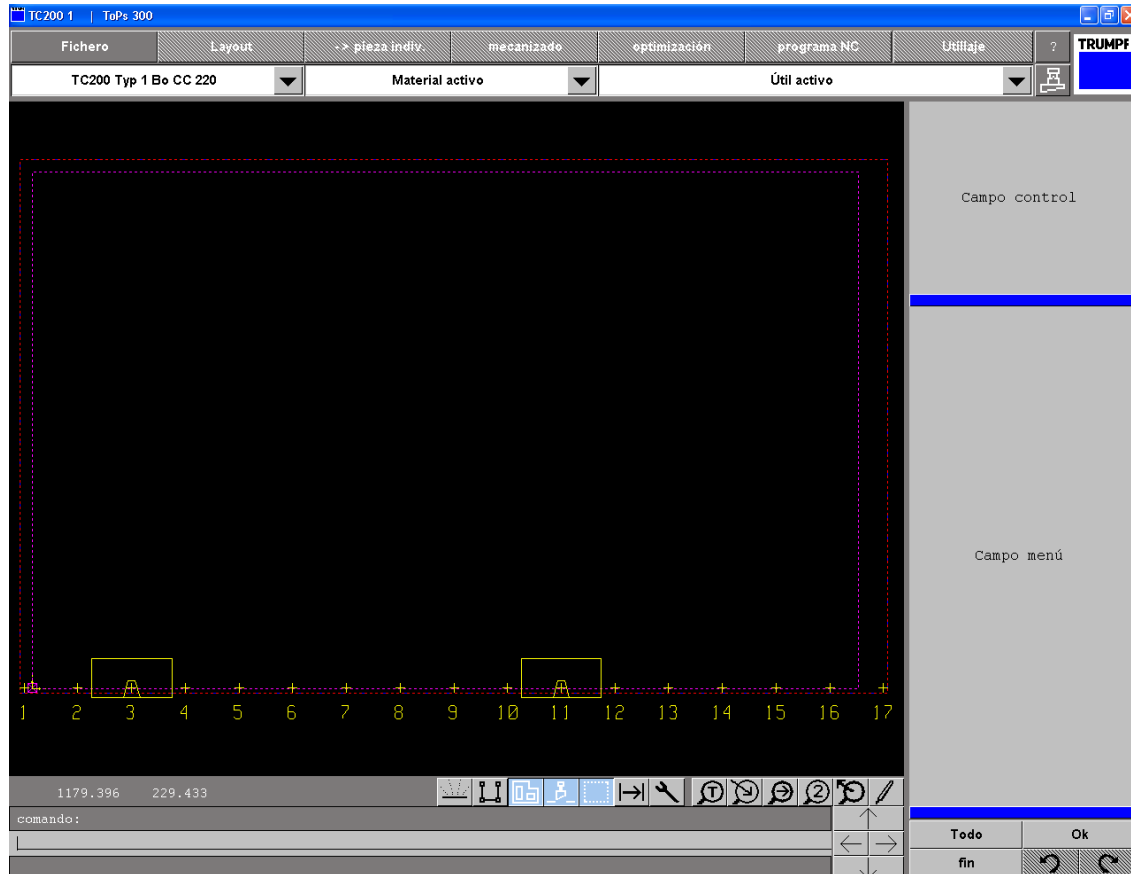 TC200 1 | ToPs 300
Fichero Layout -> pieza indiv. mecanizado optimización programa NC Utillaje ? TRUMPF
TC200 Typ 1 Bo CC 220 Material activo Útil activo
Campo control
Campo menú
1 2 3 4 5 6 7 8 9 10 11 12 13 14 15 16 17
1179.396 229.433 T 2
comando:
Todo Ok
fin